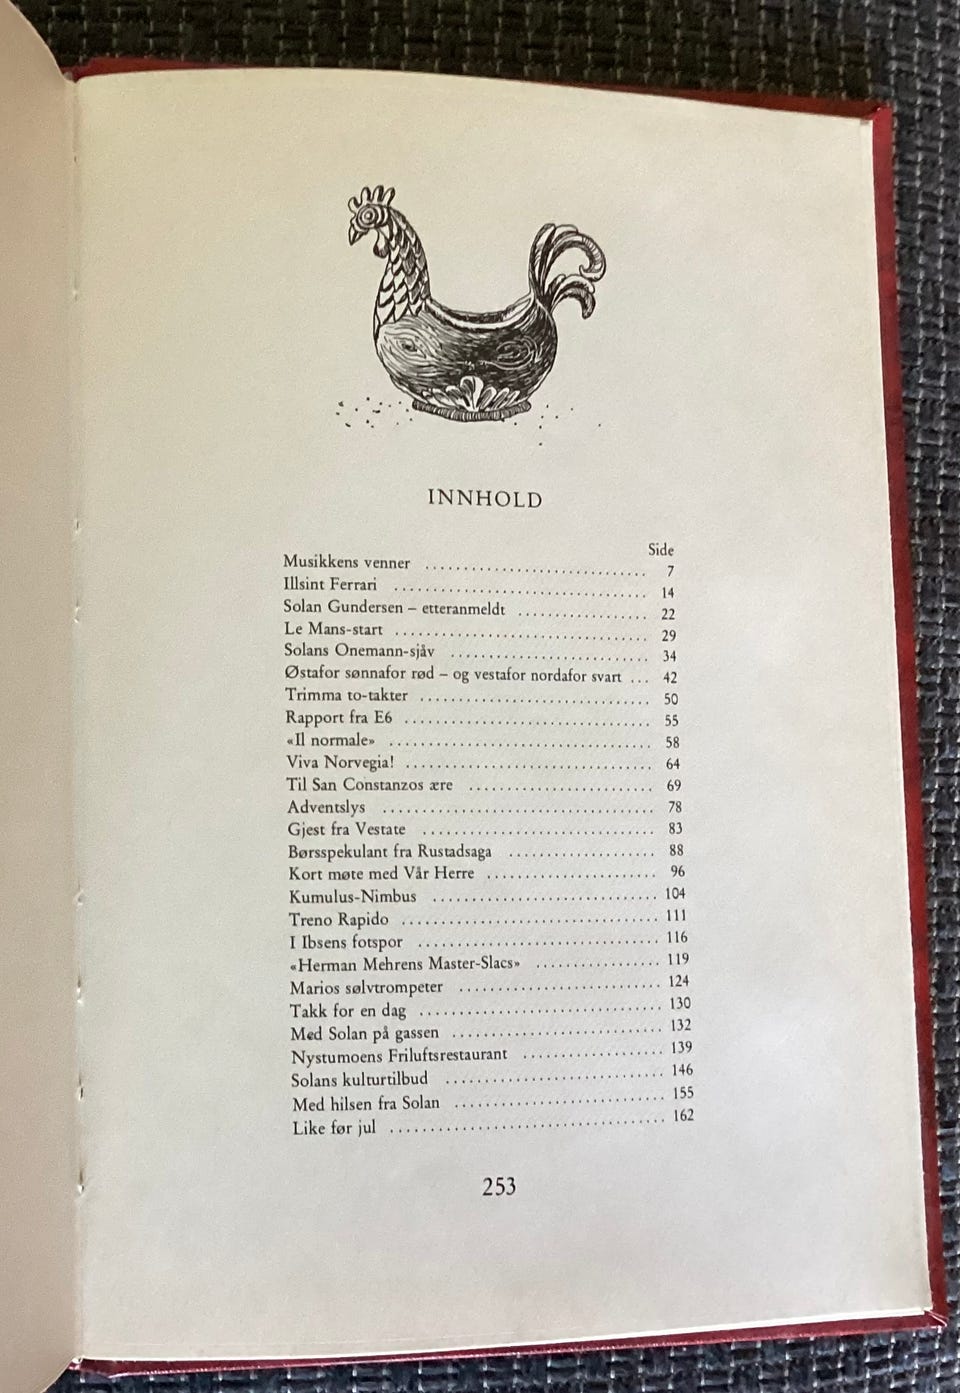 INNHOLD
Side
Musikkens venner .............................. 7
Illsint Ferrari .................................. 14
Solan Gundersen – etteranmeldt ................. 22
Le Mans-start .................................. 29
Solans Onemann-sjåv .......................... 34
Østafor sønnafor rød – og vestafor nordafor svart ... 42
Trimma to-takter .............................. 50
Rapport fra E6 ................................ 55
«Il normale» .................................. 58
Viva Norvegia! ................................ 64
Til San Constanzos ære ........................ 69
Adventslys .................................... 78
Gjest fra Vestate .............................. 83
Børsspekulant fra Rustadsaga ................... 88
Kort møte med Vår Herre ...................... 96
Kumulus-Nimbus .............................. 104
Treno Rapido .................................. 111
I Ibsens fotspor ................................ 116
«Herman Mehrens Master-Slacs» ................ 119
Marios sølvtrompeter .......................... 124
Takk for en dag ................................ 130
Med Solan på gassen ........................... 132
Nystumoens Friluftsrestaurant .................. 139
Solans kulturtilbud ............................ 146
Med hilsen fra Solan ........................... 155
Like før jul .................................... 162
253